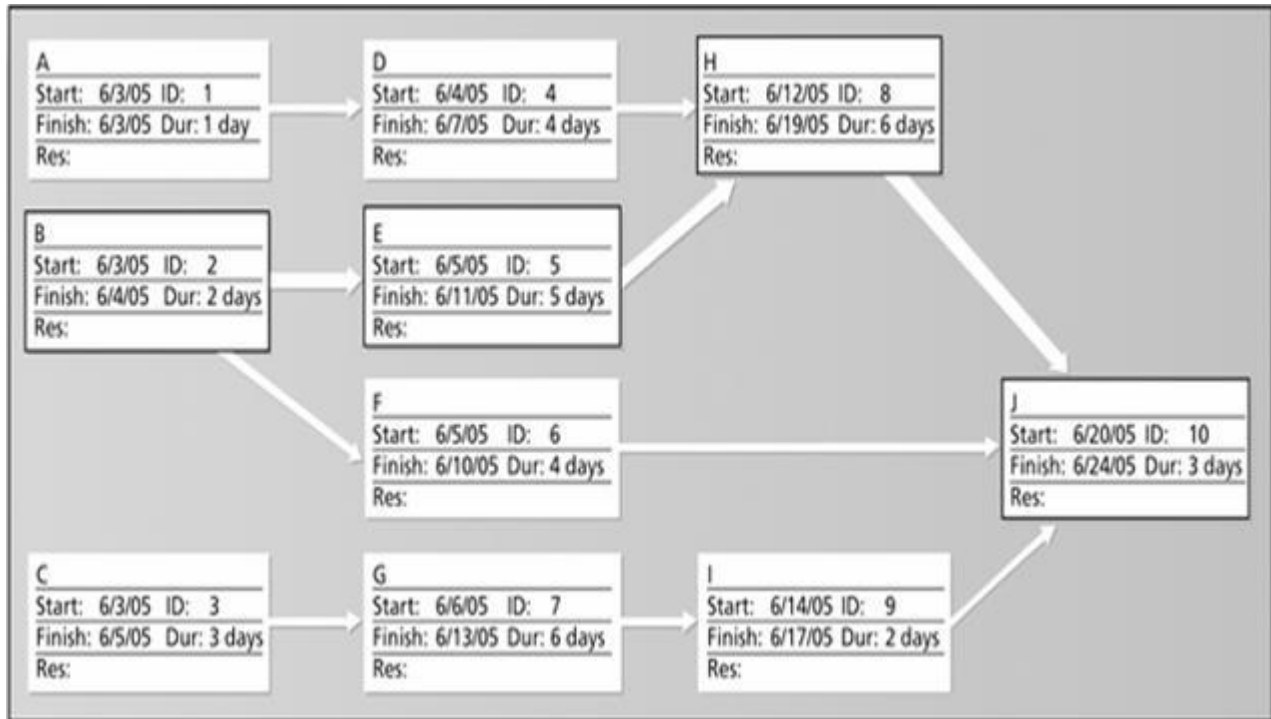 A
Start: 6/3/05 ID: 1
Finish: 6/3/05 Dur: 1 day
Res:
D
Start: 6/4/05 ID: 4
Finish: 6/7/05 Dur: 4 days
Res:
H
Start: 6/12/05 ID: 8
Finish: 6/19/05 Dur: 6 days
Res:
B
Start: 6/3/05 ID: 2
Finish: 6/4/05 Dur: 2 days
Res:
E
Start: 6/5/05 ID: 5
Finish: 6/11/05 Dur: 5 days
Res:
F
Start: 6/5/05 ID: 6
Finish: 6/10/05 Dur: 4 days
Res:
J
Start: 6/20/05 ID: 10
Finish: 6/24/05 Dur: 3 days
Res:
C
Start: 6/3/05 ID: 3
Finish: 6/5/05 Dur: 3 days
Res:
G
Start: 6/6/05 ID: 7
Finish: 6/13/05 Dur: 6 days
Res:
I
Start: 6/14/05 ID: 9
Finish: 6/17/05 Dur: 2 days
Res: